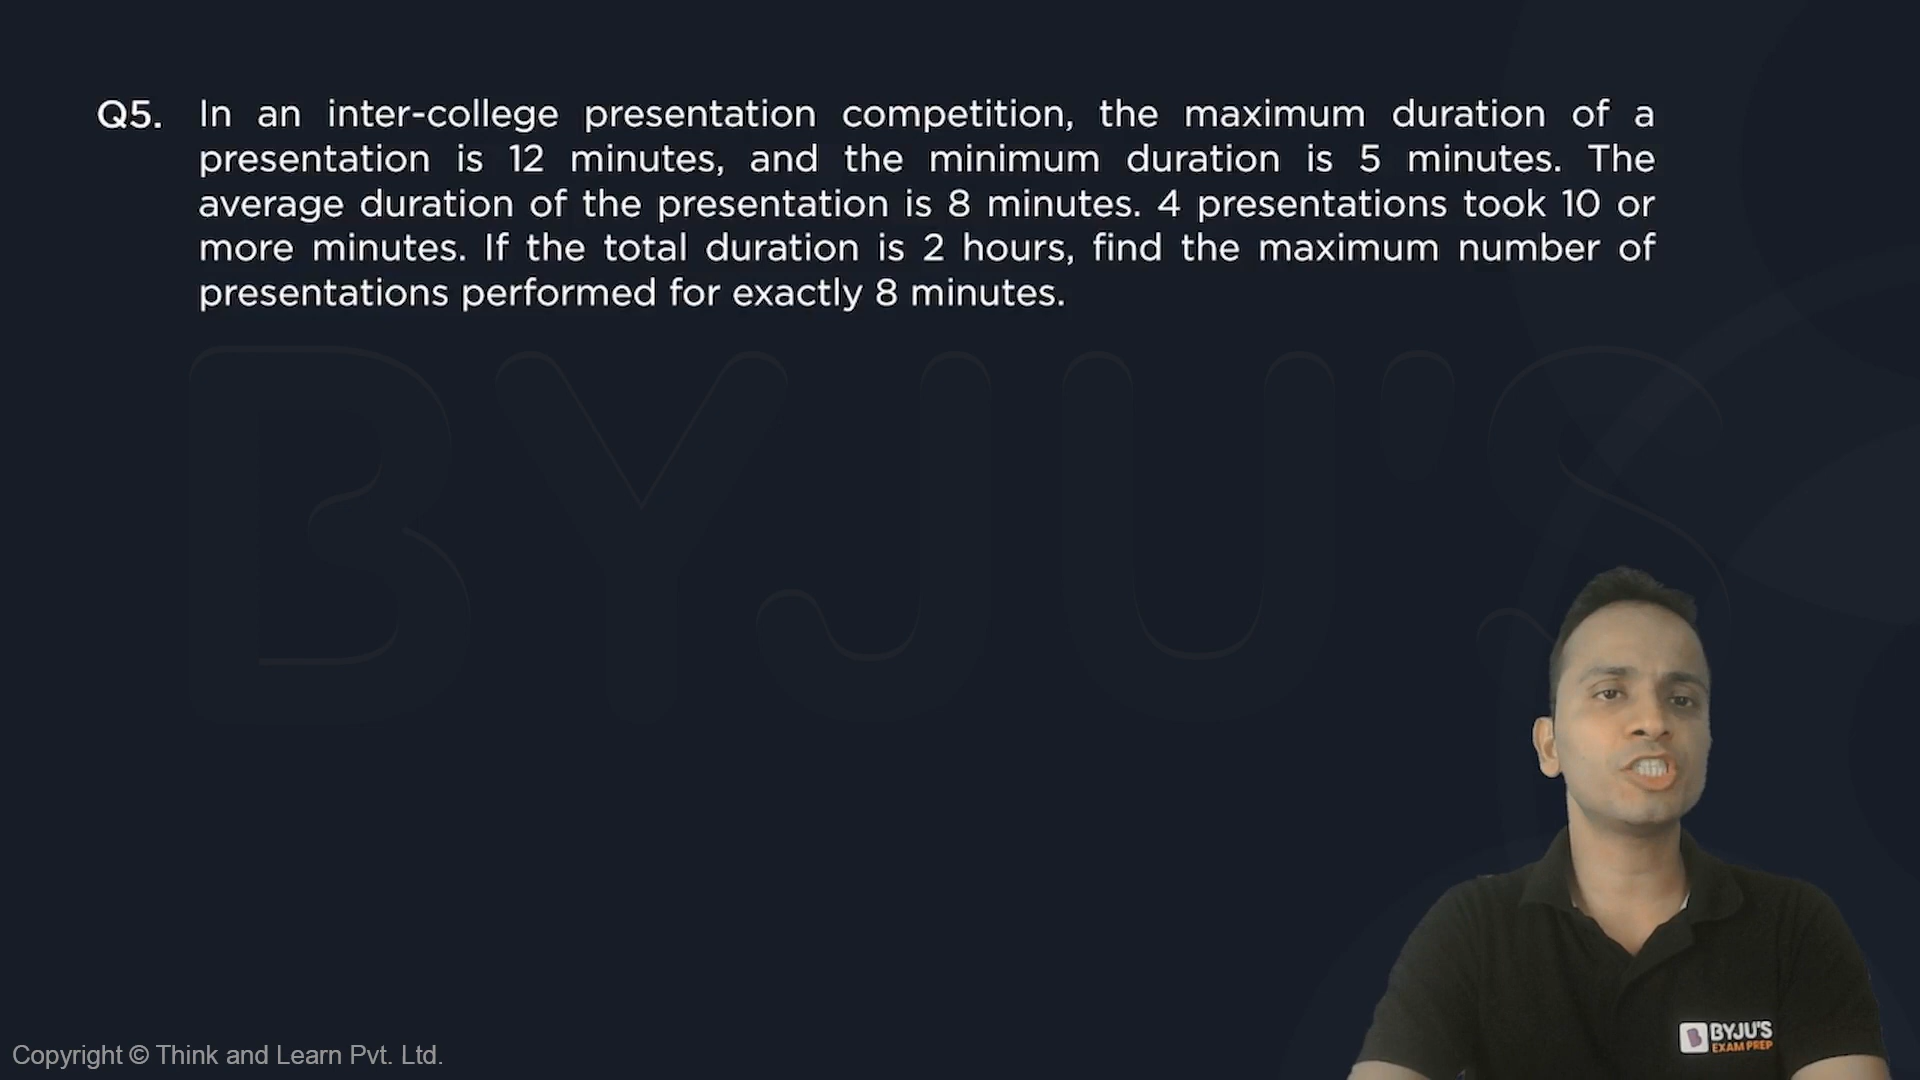 Q5. In an inter-college presentation competition, the maximum duration of a
presentation is 12 minutes, and the minimum duration is 5 minutes. The
average duration of the presentation is 8 minutes. 4 presentations took 10 or
more minutes. If the total duration is 2 hours, find the maximum number of
presentations performed for exactly 8 minutes.
BYJU'S
BYJU'S
EXAM PREP
Copyright © Think and Learn Pvt. Ltd.